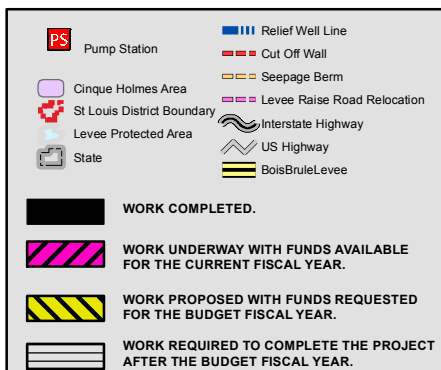 PS
Pump Station
Cinque Holmes Area
St Louis District Boundary
Levee Protected Area
State
Relief Well Line
Cut Off Wall
Seepage Berm
Levee Raise Road Relocation
Interstate Highway
US Highway
BoisBruleLevee
WORK COMPLETED.
WORK UNDERWAY WITH FUNDS AVAILABLE
FOR THE CURRENT FISCAL YEAR.
WORK PROPOSED WITH FUNDS REQUESTED
FOR THE BUDGET FISCAL YEAR.
WORK REQUIRED TO COMPLETE THE PROJECT
AFTER THE BUDGET FISCAL YEAR.